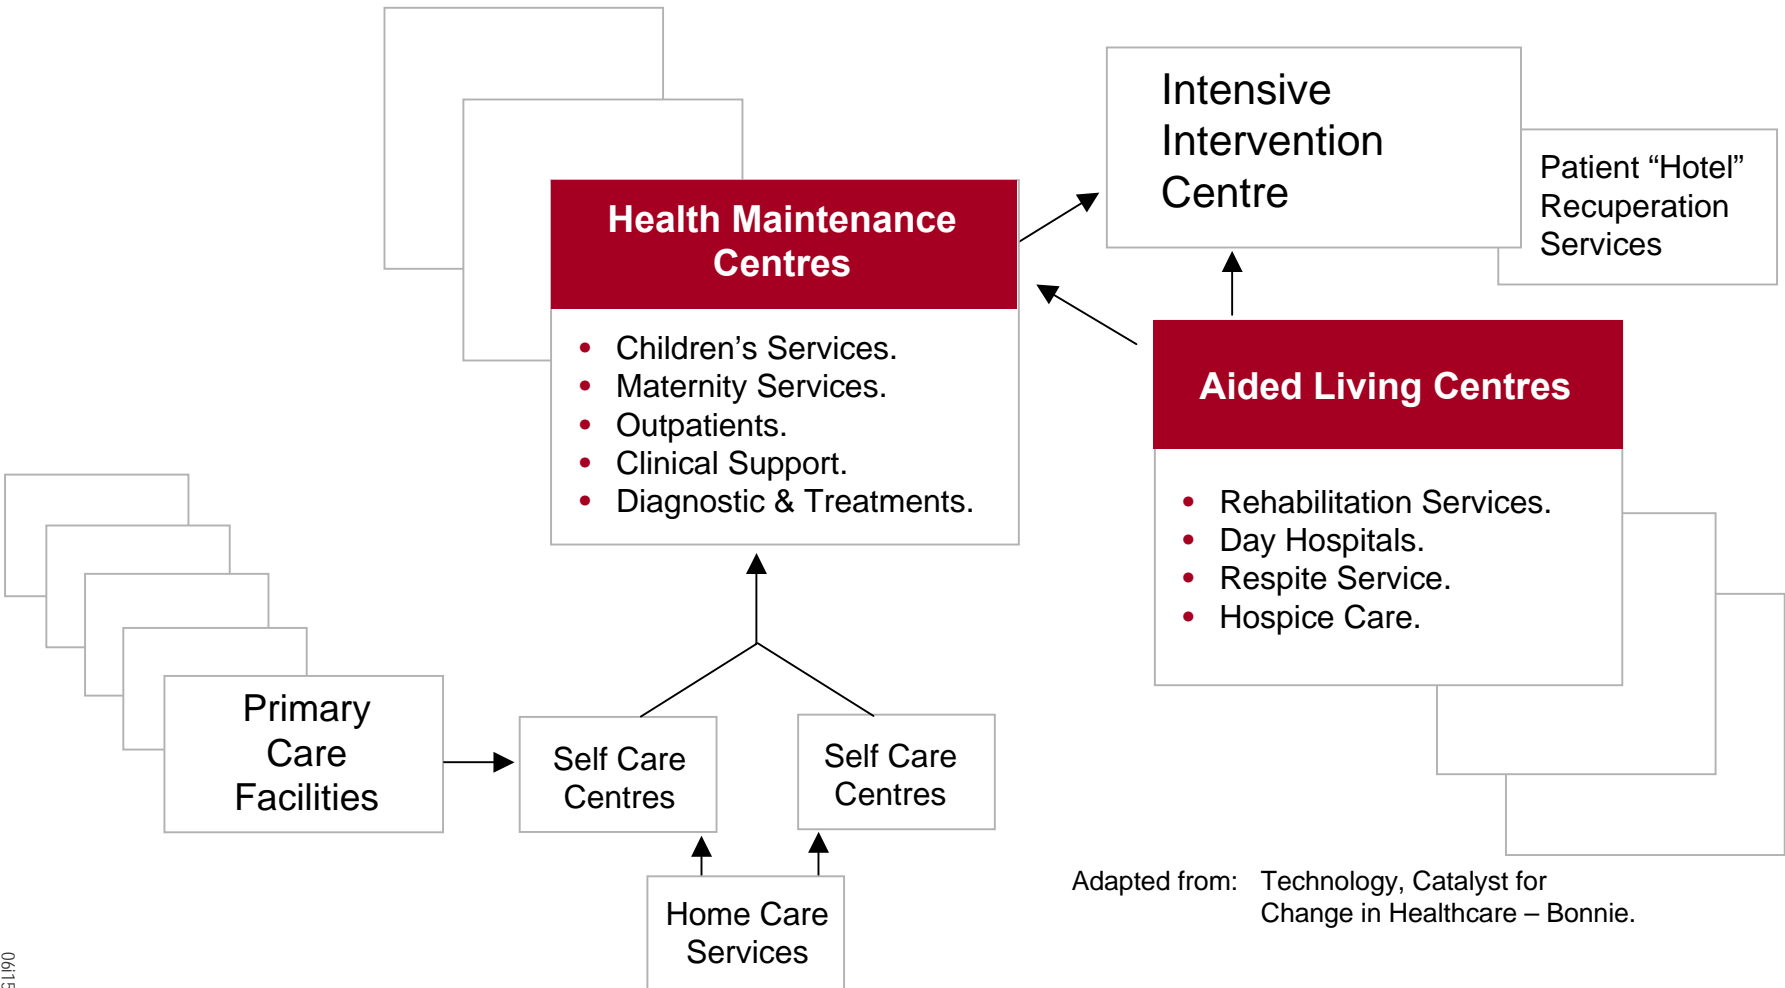 Intensive
Intervention
Centre
Patient “Hotel”
Recuperation
Services
Health Maintenance
Centres
• Children’s Services.
• Maternity Services.
• Outpatients.
• Clinical Support.
• Diagnostic & Treatments.
Aided Living Centres
• Rehabilitation Services.
• Day Hospitals.
• Respite Service.
• Hospice Care.
Primary
Care
Facilities
Self Care
Centres
Self Care
Centres
Home Care
Services
Adapted from: Technology, Catalyst for
Change in Healthcare – Bonnie.